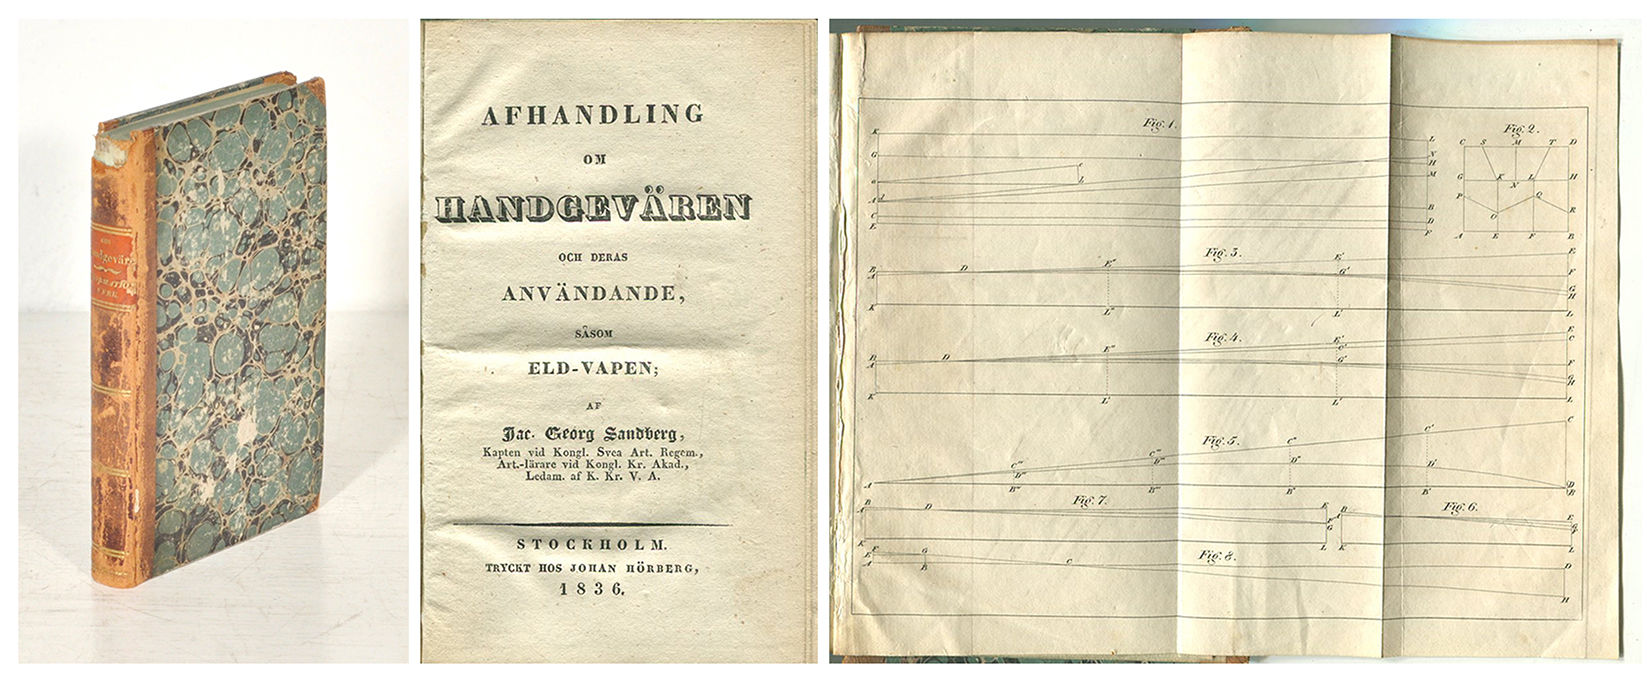 OM
AFHANDLING
OM
HANDGEVÄREN
OCH DERAS
ANVÄNDANDE,
SÅSOM
ELD-VAPEN;
AF
Jac. Georg Sandberg,
Kapten vid Kongl. Svea Art. Regem.,
Art.-lärare vid Kongl. Kr. Akad.,
Ledam. af K. Kr. V. A.
STOCKHOLM.
TRYCKT HOS JOHAN HÖRBERG,
1836.
Fig. 1.
K L
G N
H
M
c
L
A
C B
D
E F
Fig. 2.
C S M T D
G K L H
N
P Q
O R
A E F B
Fig. 3.
B D E" E' E
A G' F
G
H
K L" L' L
Fig. 4.
B D E" E' E
C' C
A G' F
G
H
K L" L' L
Fig. 5.
C
C'
C"
C''' C''''
D" D'
A B''' B" B' D
B
Fig. 7.
B D E
A F
G
K L
Fig. 6.
A B E
G
F
K L
Fig. 8.
F G
E C D
A B
H